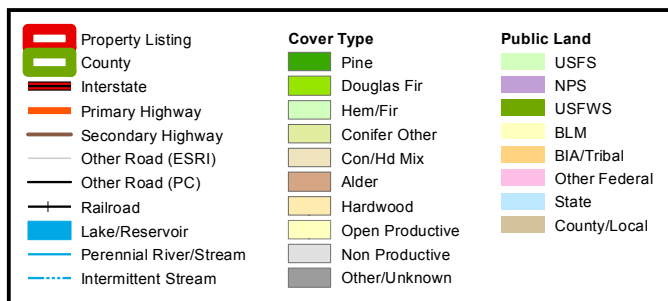 Property Listing
County
Interstate
Primary Highway
Secondary Highway
Other Road (ESRI)
Other Road (PC)
Railroad
Lake/Reservoir
Perennial River/Stream
Intermittent Stream
Cover Type
Pine
Douglas Fir
Hem/Fir
Conifer Other
Con/Hd Mix
Alder
Hardwood
Open Productive
Non Productive
Other/Unknown
Public Land
USFS
NPS
USFWS
BLM
BIA/Tribal
Other Federal
State
County/Local